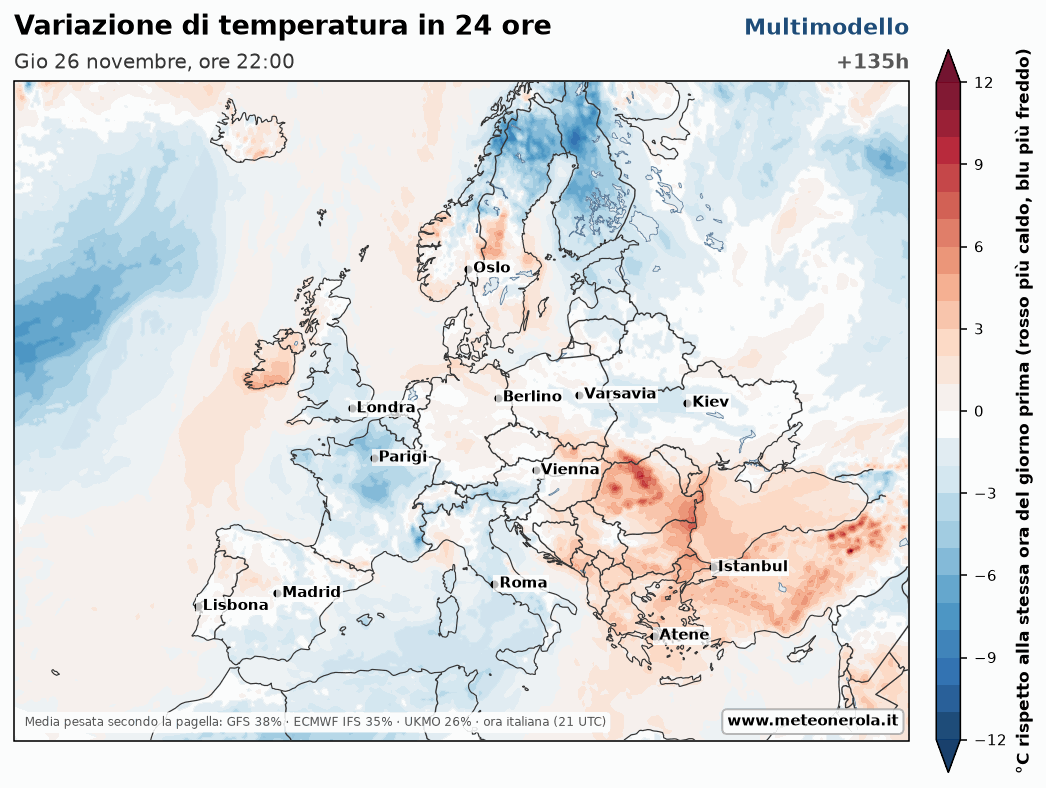 Variazione di temperatura in 24 ore
Multimodello
Gio 26 novembre, ore 22:00
+135h
Oslo
Berlino
Varsavia
Kiev
Londra
Parigi
Vienna
Istanbul
Roma
Madrid
Lisbona
Atene
Media pesata secondo la pagella: GFS 38% · ECMWF IFS 35% · UKMO 26% · ora italiana (21 UTC)
www.meteonerola.it
12
9
6
3
0
−3
−6
−9
−12
°C rispetto alla stessa ora del giorno prima (rosso più caldo, blu più freddo)